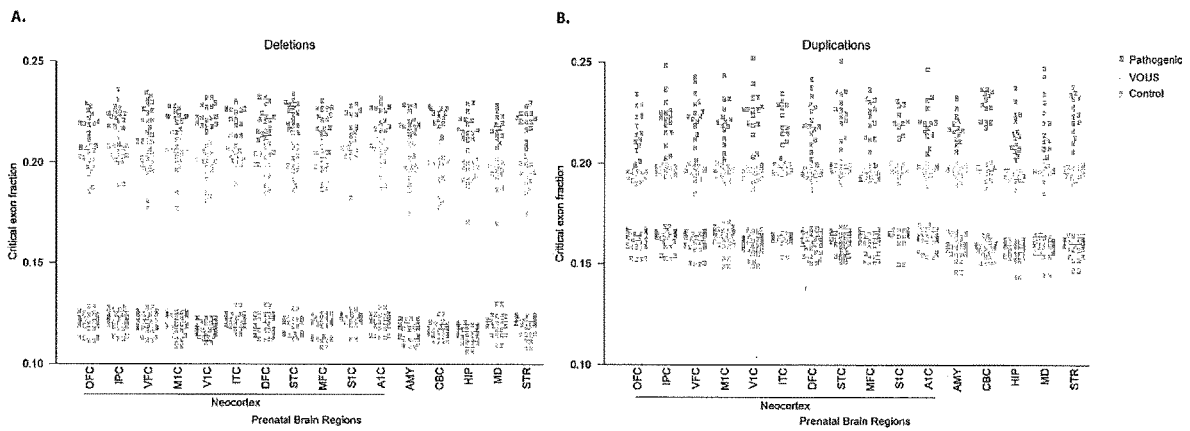 A.
Deletions
Critical exon fraction
0.25
0.20
0.15
0.10
OFC IPC VFC M1C V1C ITC DFC STC MFC S1C A1C AMY CBC HIP MD STR
Neocortex
Prenatal Brain Regions
B.
Duplications
Critical exon fraction
0.25
0.20
0.15
0.10
OFC IPC VFC M1C V1C ITC DFC STC MFC S1C A1C AMY CBC HIP MD STR
Neocortex
Prenatal Brain Regions
Pathogenic
VOUS
Control